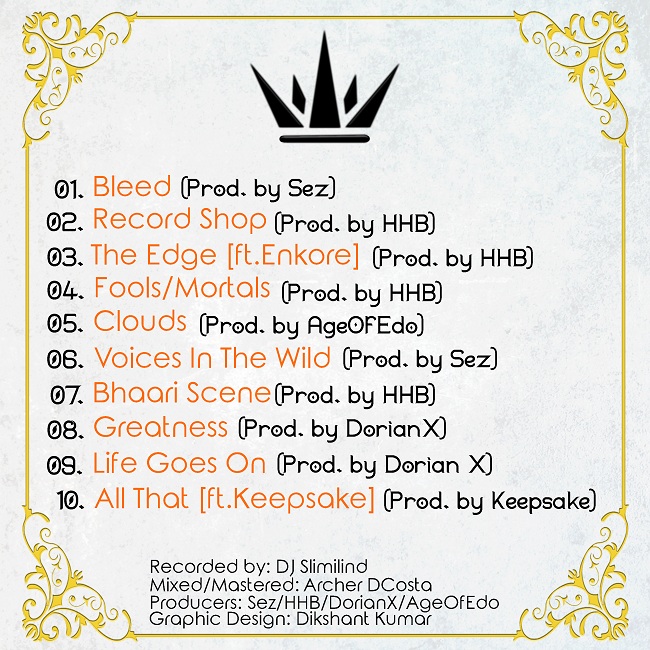 01. Bleed (Prod. by Sez)
02. Record Shop (Prod. by HHB)
03. The Edge [ft.Enkore] (Prod. by HHB)
04. Fools/Mortals (Prod. by HHB)
05. Clouds (Prod. by AgeOfEdo)
06. Voices In The Wild (Prod. by Sez)
07. Bhaari Scene(Prod. by HHB)
08. Greatness (Prod. by DorianX)
09. Life Goes On (Prod. by Dorian X)
10. All That [ft.Keepsake] (Prod. by Keepsake)
Recorded by: DJ Slimilind
Mixed/Mastered: Archer DCosta
Producers: Sez/HHB/DorianX/AgeOfEdo
Graphic Design: Dikshant Kumar